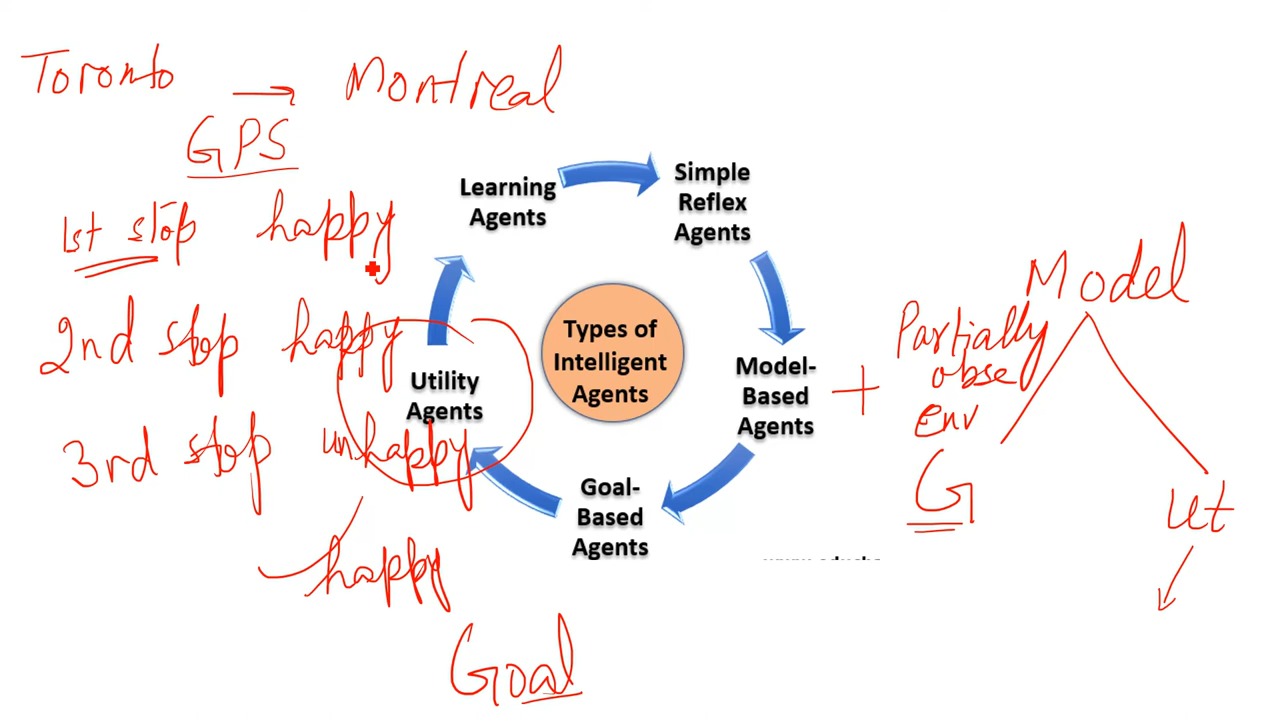 Toronto → Montreal
GPS
1st stop happy
2nd stop happy
3rd stop unhappy
happy
Goal
Learning
Agents
Simple
Reflex
Agents
Types of
Intelligent
Agents
Utility
Agents
Model-
Based
Agents
Goal-
Based
Agents
+
Model
Partially
obse
env
G
ut